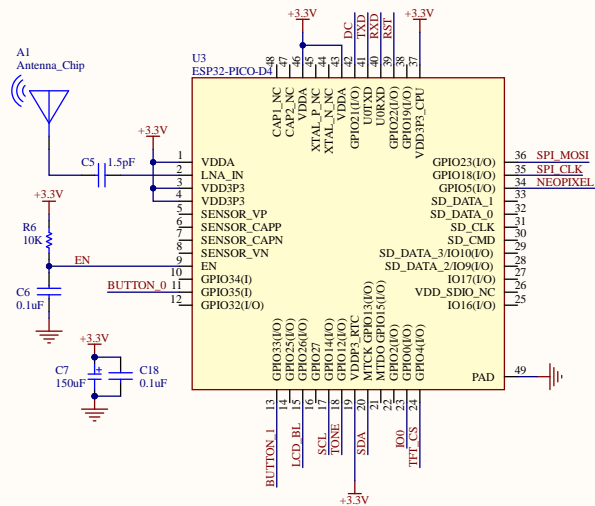 +3.3V
DC
TXD
RXD
RST
+3.3V
A1
Antenna_Chip
U3
ESP32-PICO-D4
48
47
46
45
44
43
42
41
40
39
38
37
CAP1_NC
CAP2_NC
VDDA
XTAL_P_NC
XTAL_N_NC
VDDA
GPIO21(I/O)
U0TXD
U0RXD
GPIO22(I/O)
GPIO19(I/O)
VDD3P3_CPU
+3.3V
C5
1.5pF
1
VDDA
2
LNA_IN
3
VDD3P3
4
VDD3P3
5
SENSOR_VP
6
SENSOR_CAPP
7
SENSOR_CAPN
8
SENSOR_VN
9
EN
10
GPIO34(I)
11
GPIO35(I)
12
GPIO32(I/O)
GPIO23(I/O)
36
SPI_MOSI
GPIO18(I/O)
35
SPI_CLK
GPIO5(I/O)
34
NEOPIXEL
SD_DATA_1
33
SD_DATA_0
32
SD_CLK
31
SD_CMD
30
SD_DATA_3/IO10(I/O)
29
SD_DATA_2/IO9(I/O)
28
IO17(I/O)
27
VDD_SDIO_NC
26
IO16(I/O)
25
+3.3V
R6
10K
EN
BUTTON_0
C6
0.1uF
+3.3V
C7
150uF
+
C18
0.1uF
GPIO33(I/O)
GPIO25(I/O)
GPIO26(I/O)
GPIO27
GPIO14(I/O)
GPIO12(I/O)
VDDP3_RTC
MTCK GPIO13(I/O)
MTDO GPIO15(I/O)
GPIO2(I/O)
GPIO0(I/O)
GPIO4(I/O)
PAD
49
13
14
15
16
17
18
19
20
21
22
23
24
BUTTON_1
LCD_BL
SCL
TONE
SDA
IO0
TFT_CS
+3.3V